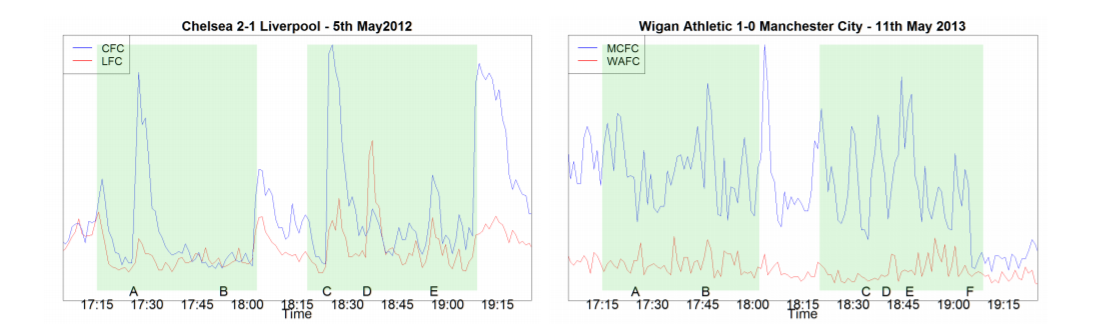 Chelsea 2-1 Liverpool - 5th May2012
CFC
LFC
A B C D E
17:15 17:30 17:45 18:00 18:15 18:30 18:45 19:00 19:15
Time
Wigan Athletic 1-0 Manchester City - 11th May 2013
MCFC
WAFC
A B C D E F
17:15 17:30 17:45 18:00 18:15 18:30 18:45 19:00 19:15
Time